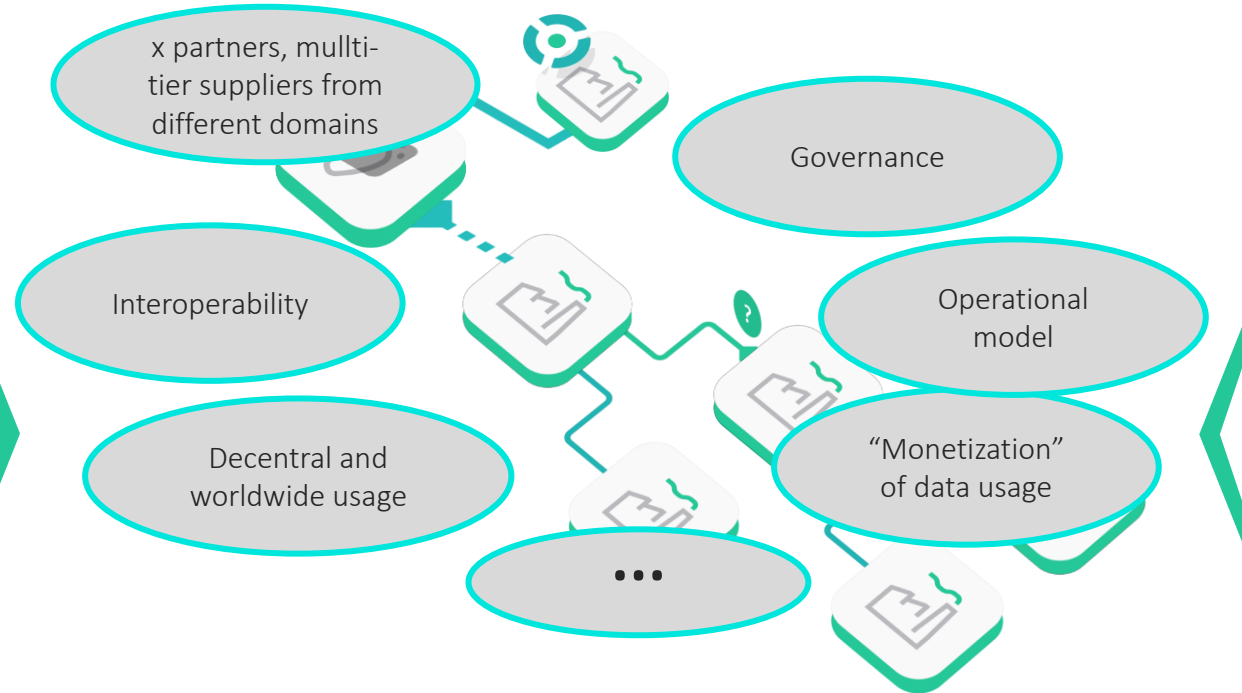 x partners, mullti-
tier suppliers from
different domains
Governance
Interoperability
Operational
model
?
Decentral and
worldwide usage
“Monetization”
of data usage
...